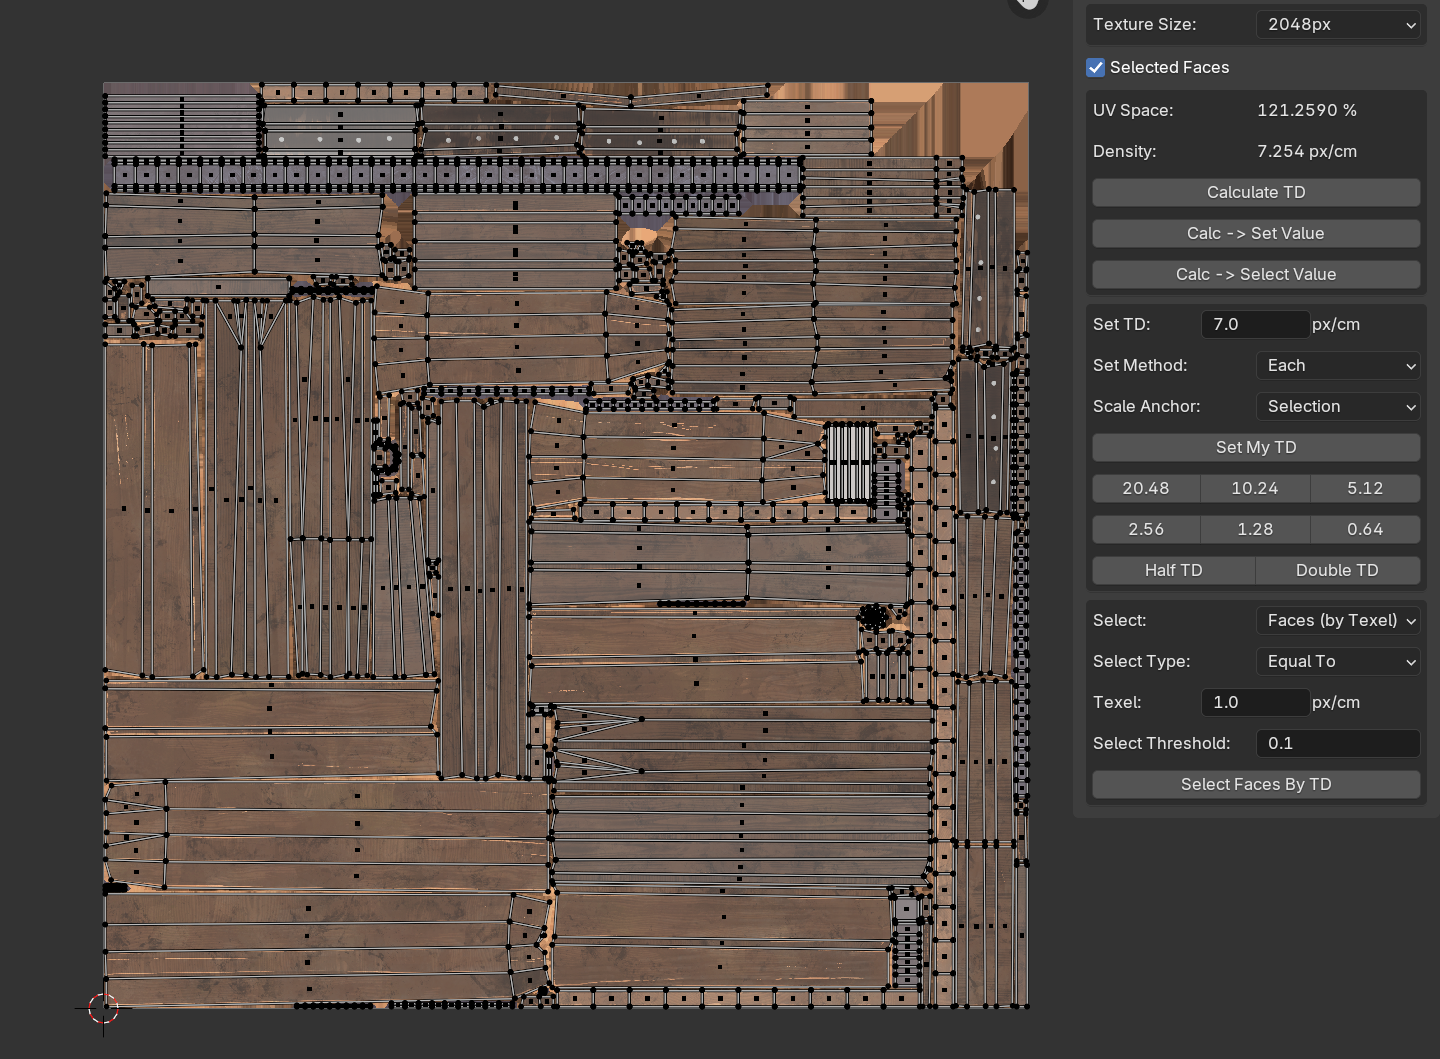 Texture Size: 2048px
Selected Faces
UV Space: 121.2590 %
Density: 7.254 px/cm
Calculate TD
Calc -> Set Value
Calc -> Select Value
Set TD: 7.0 px/cm
Set Method: Each
Scale Anchor: Selection
Set My TD
20.48 10.24 5.12
2.56 1.28 0.64
Half TD Double TD
Select: Faces (by Texel)
Select Type: Equal To
Texel: 1.0 px/cm
Select Threshold: 0.1
Select Faces By TD